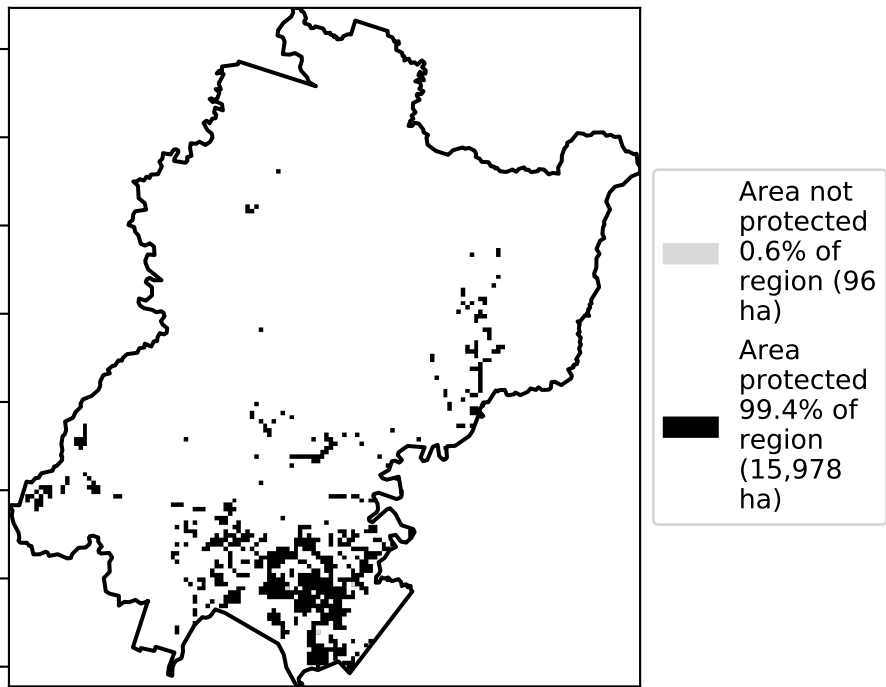 Area not
protected
0.6% of
region (96
ha)
Area
protected
99.4% of
region
(15,978
ha)